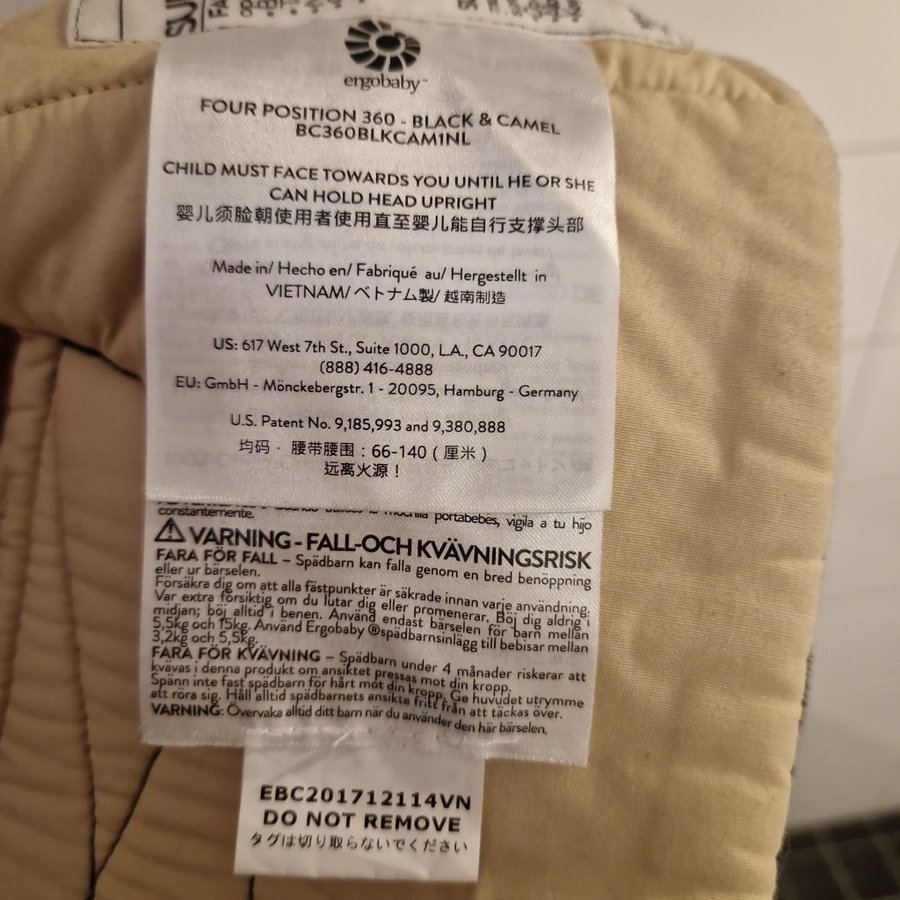 ergobaby™
FOUR POSITION 360 - BLACK & CAMEL
BC360BLKCAM1NL
CHILD MUST FACE TOWARDS YOU UNTIL HE OR SHE
CAN HOLD HEAD UPRIGHT
婴儿须脸朝使用者使用直至婴儿能自行支撑头部
Made in/ Hecho en/ Fabriqué au/ Hergestellt in
VIETNAM/ ベトナム製/ 越南制造
US: 617 West 7th St., Suite 1000, L.A., CA 90017
(888) 416-4888
EU: GmbH - Mönckebergstr. 1 - 20095, Hamburg - Germany
U.S. Patent No. 9,185,993 and 9,380,888
均码 · 腰带腰围：66-140（厘米）
远离火源！
mochila portabebes, vigila a tu hijo
constantemente.
⚠ VARNING - FALL-OCH KVÄVNINGSRISK
FARA FÖR FALL – Spädbarn kan falla genom en bred benöppning
eller ur bärselen.
Försäkra dig om att alla fästpunkter är säkrade innan varje användning.
Var extra försiktig om du lutar dig eller promenerar. Böj dig aldrig i
midjan; böj alltid i benen. Använd endast bärselen för barn mellan
5,5kg och 15kg. Använd Ergobaby ®spädbarnsinlägg till bebisar mellan
3,2kg och 5,5kg.
FARA FÖR KVÄVNING – Spädbarn under 4 månader riskerar att
kvävas i denna produkt om ansiktet pressas mot din kropp.
Spänn inte fast spädbarn för hårt mot din kropp. Ge huvudet utrymme
att röra sig. Håll alltid spädbarnets ansikte fritt från att täckas över.
VARNING: Övervaka alltid ditt barn när du använder den här bärselen.
EBC201712114VN
DO NOT REMOVE
タグは切り取らないでください